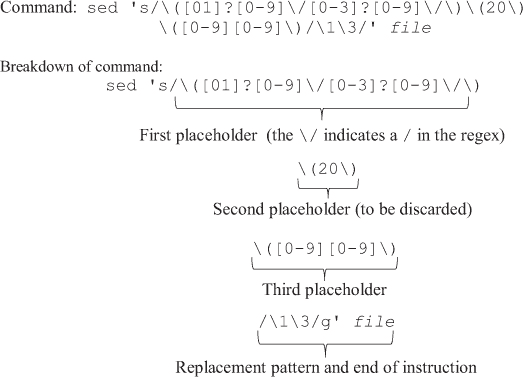 Command: sed 's/\([01]?[0-9]\/[0-3]?[0-9]\/\)\(20\)
\([0-9][0-9]\)/\1\3/' file
Breakdown of command:
sed 's/\([01]?[0-9]\/[0-3]?[0-9]\/\)
First placeholder (the \/ indicates a / in the regex)
\(20\)
Second placeholder (to be discarded)
\([0-9][0-9]\)
Third placeholder
/\1\3/g' file
Replacement pattern and end of instruction